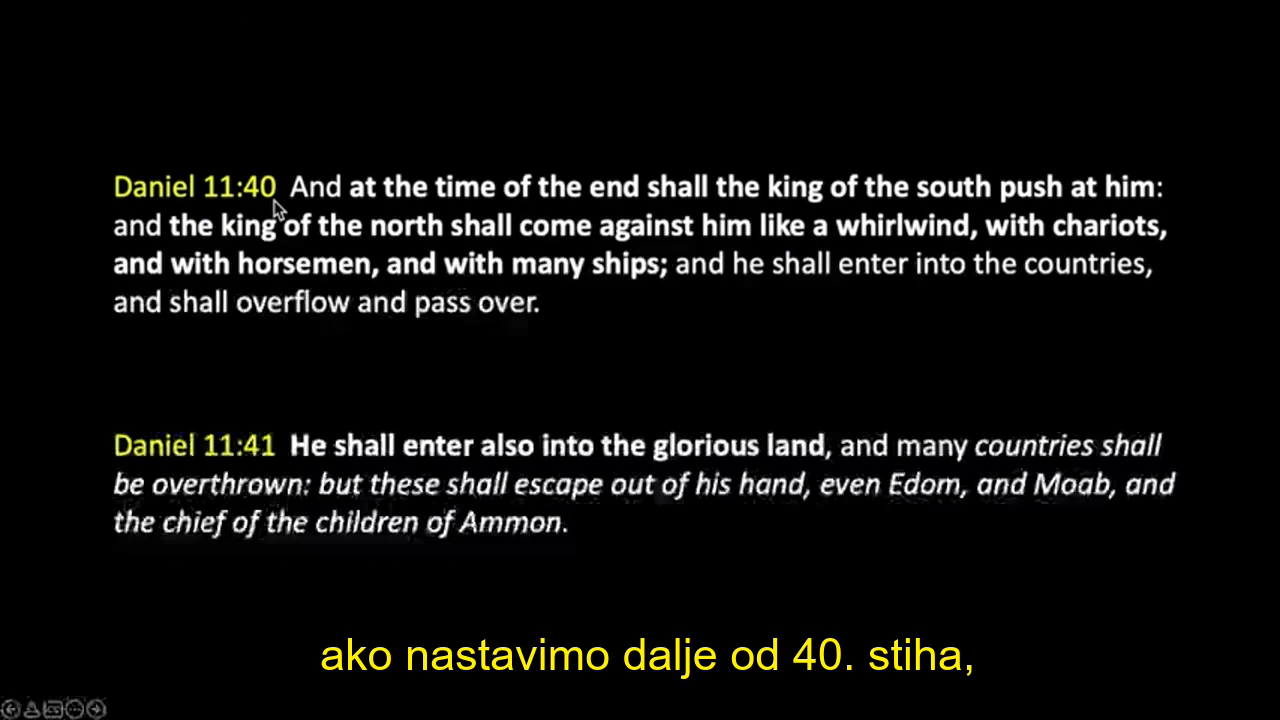 Daniel 11:40 And at the time of the end shall the king of the south push at him:
and the king of the north shall come against him like a whirlwind, with chariots,
and with horsemen, and with many ships; and he shall enter into the countries,
and shall overflow and pass over.
Daniel 11:41 He shall enter also into the glorious land, and many countries shall
be overthrown: but these shall escape out of his hand, even Edom, and Moab, and
the chief of the children of Ammon.
ako nastavimo dalje od 40. stiha,